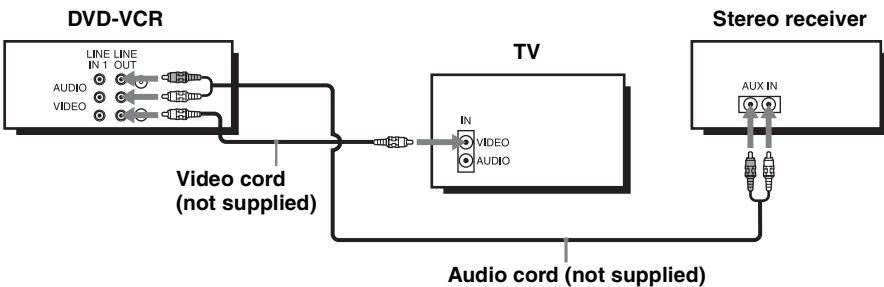 DVD-VCR
LINE LINE
IN 1 OUT
AUDIO
VIDEO
TV
IN
VIDEO
AUDIO
Stereo receiver
AUX IN
Video cord
(not supplied)
Audio cord (not supplied)